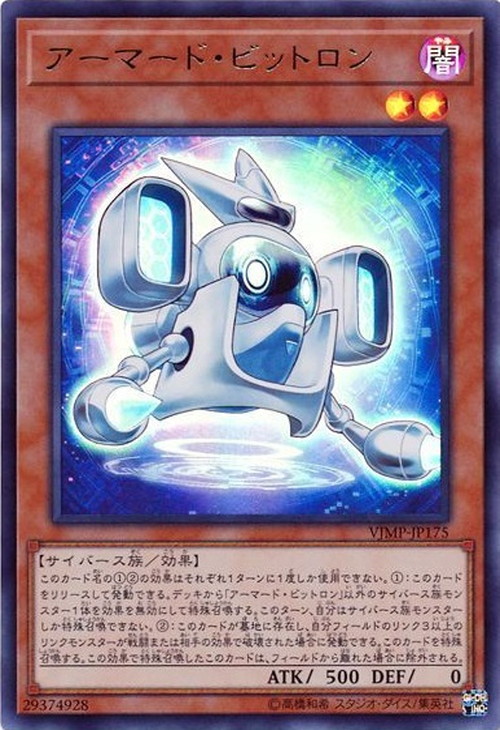 アーマード・ビットロン
闇
VJMP-JP175
【サイバース族／効果】
このカード名の①②の効果はそれぞれ1ターンに1度しか使用できない。①：このカード
をリリースして発動できる。デッキから「アーマード・ビットロン」以外のサイバース族モン
スター1体を効果を無効にして特殊召喚する。このターン、自分はサイバース族モンスター
しか特殊召喚できない。②：このカードが墓地に存在し、自分フィールドのリンク３以上の
リンクモンスターが戦闘または相手の効果で破壊された場合に発動できる。このカードを特殊
召喚する。この効果で特殊召喚したこのカードは、フィールドから離れた場合に除外される。
ATK/ 500 DEF/ 0
29374928
©高橋和希 スタジオ・ダイス/集英社